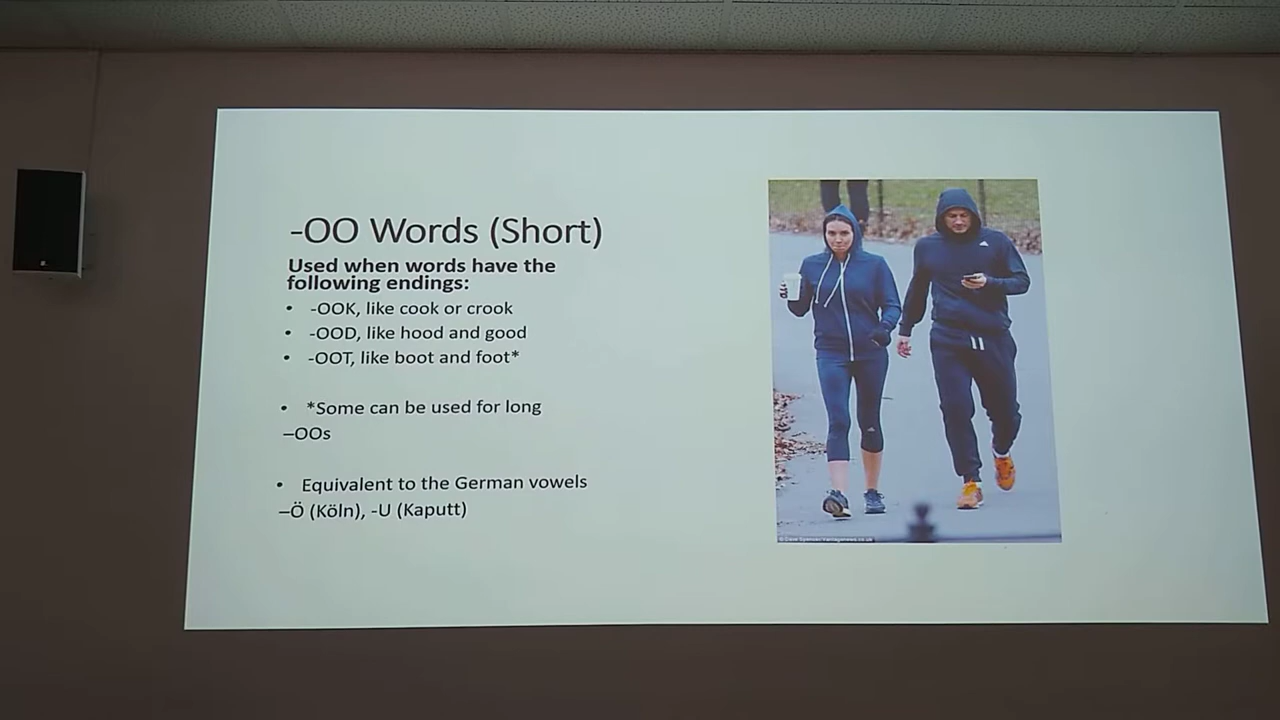 -OO Words (Short)
Used when words have the
following endings:
• -OOK, like cook or crook
• -OOD, like hood and good
• -OOT, like boot and foot*
• *Some can be used for long
–OOs
• Equivalent to the German vowels
–Ö (Köln), -U (Kaputt)